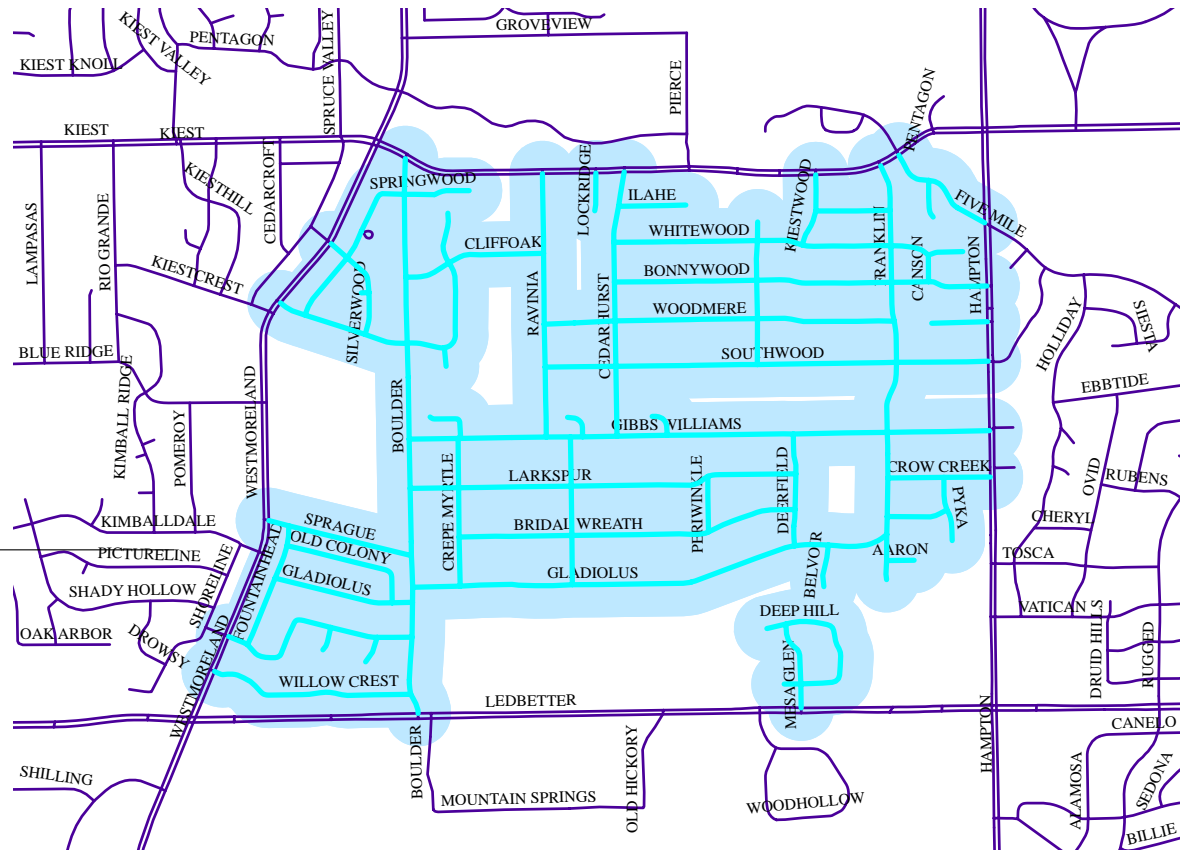 GROVEVIEW
KIEST VALLEY
PENTAGON
KIEST KNOLL
SPRUCE VALLEY
PIERCE
PENTAGON
KIEST
KIEST
CEDARCROFT
KIESTHILL
SPRINGWOOD
LOCKRIDGE
ILAHE
KIESTWOOD
FIVE MILE
LAMPASAS
RIO GRANDE
CLIFFOAK
WHITEWOOD
FRANKLIN
CANSON
HAMPTON
KIESTCREST
BONNYWOOD
RAVINIA
CEDAR HURST
WOODMERE
SILVERWOOD
HOLLIDAY
SIESTA
BLUE RIDGE
SOUTHWOOD
EBBTIDE
KIMBALL RIDGE
POMEROY
WESTMORELAND
BOULDER
GIBBS WILLIAMS
CREPE MYRTLE
LARKSPUR
PERIWINKLE
DEERFIELD
CROW CREEK
OVID
RUBENS
KIMBALLDALE
SPRAGUE
BRIDAL WREATH
PYKA
CHERYL
PICTURELINE
OLD COLONY
AARON
TOSCA
SHORELINE
FOUNTAINHEAD
GLADIOLUS
GLADIOLUS
BELVOIR
SHADY HOLLOW
DEEP HILL
VATICAN
OAK ARBOR
DROWSY
WESTMORELAND
MESA GLEN
DRUID HILLS
RUGGED
WILLOW CREST
LEDBETTER
HAMPTON
CANELO
BOULDER
OLD HICKORY
SHILLING
MOUNTAIN SPRINGS
WOODHOLLOW
ALAMOSA
SEDONA
BILLIE